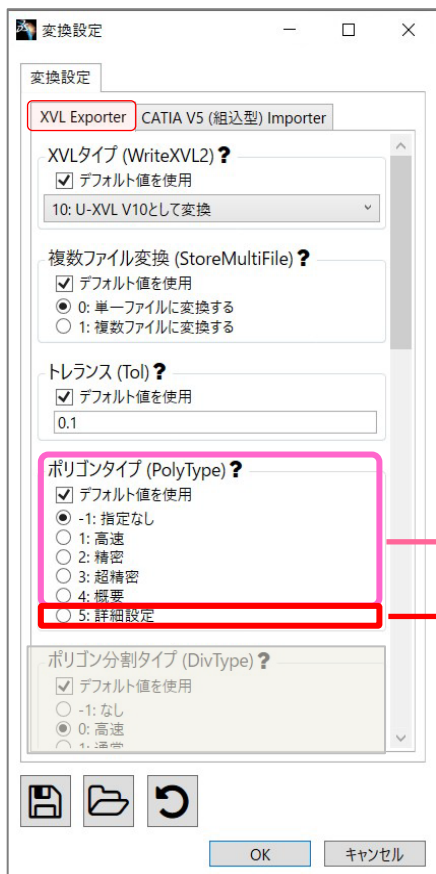 変換設定
変換設定
XVL Exporter CATIA V5 (組込型) Importer
XVLタイプ (WriteXVL2) ?
デフォルト値を使用
10: U-XVL V10として変換
複数ファイル変換 (StoreMultiFile) ?
デフォルト値を使用
0: 単一ファイルに変換する
1: 複数ファイルに変換する
トレランス (Tol) ?
デフォルト値を使用
0.1
ポリゴンタイプ (PolyType) ?
デフォルト値を使用
-1: 指定なし
1: 高速
2: 精密
3: 超精密
4: 概要
5: 詳細設定
ポリゴン分割タイプ (DivType) ?
デフォルト値を使用
-1: なし
0: 高速
1: 通常
OK キャンセル